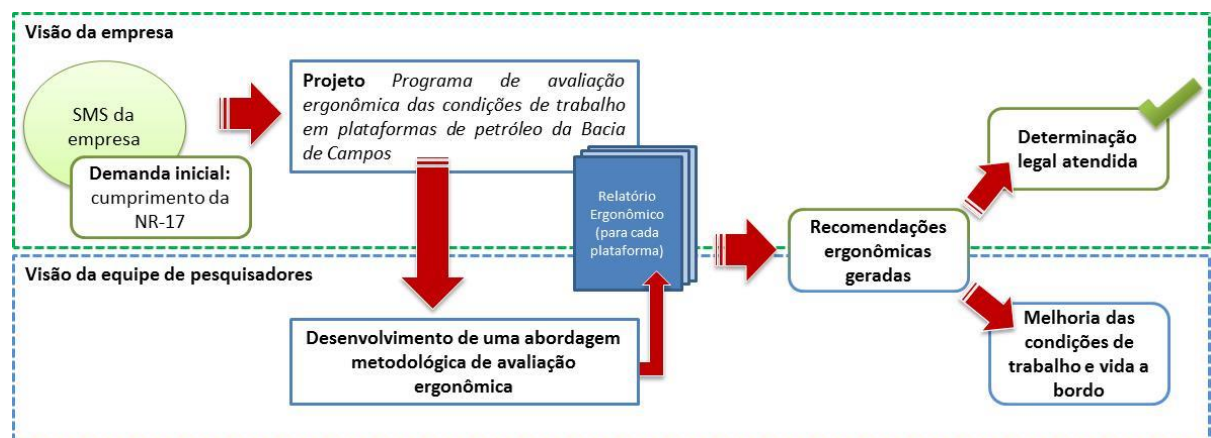 Visão da empresa
SMS da
empresa
Demanda inicial:
cumprimento da
NR-17
Projeto Programa de avaliação
ergonômica das condições de trabalho
em plataformas de petróleo da Bacia
de Campos
Relatório
Ergonômico
(para cada
plataforma)
Recomendações
ergonômicas
geradas
Determinação
legal atendida
Visão da equipe de pesquisadores
Desenvolvimento de uma abordagem
metodológica de avaliação
ergonômica
Melhoria das
condições de
trabalho e vida a
bordo